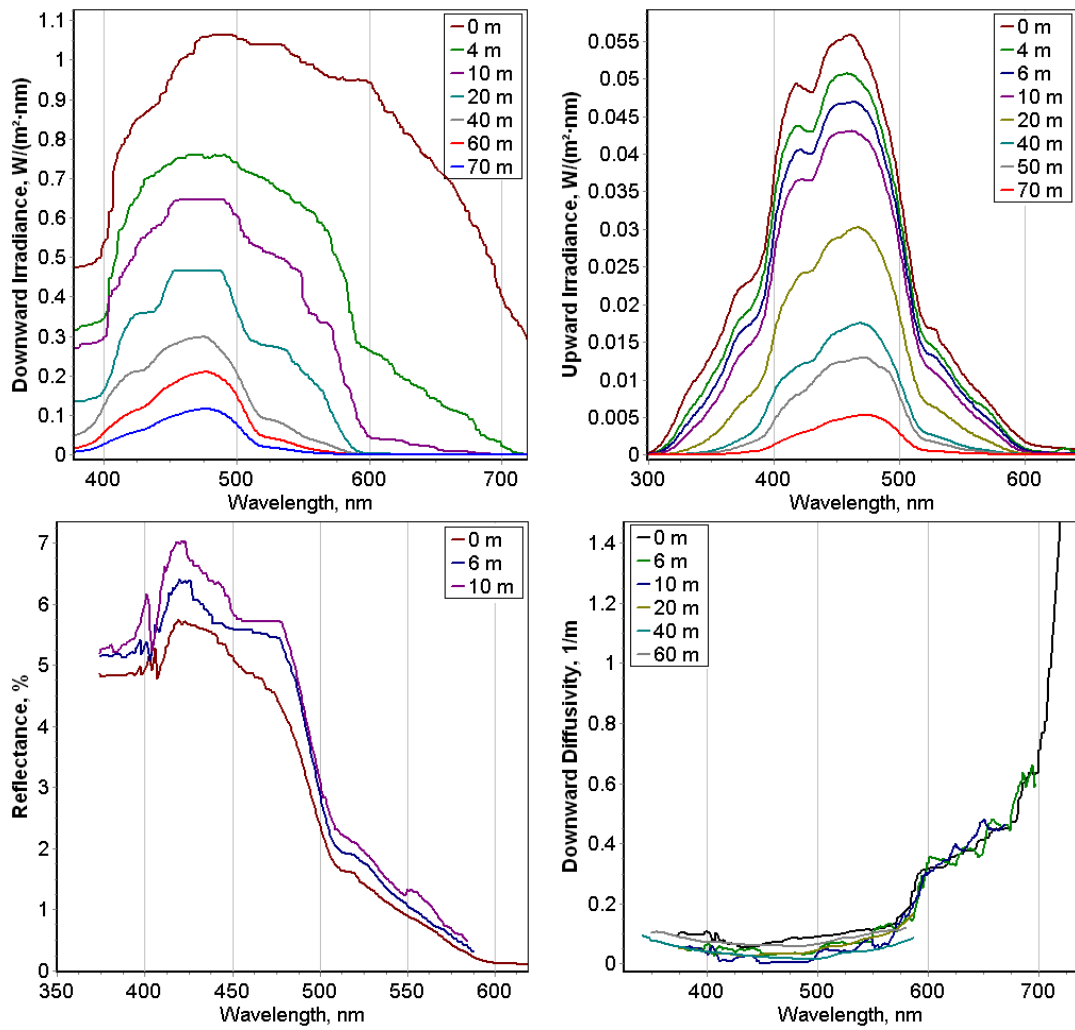 Downward Irradiance, W/(m²·nm)
1.1
1
0.9
0.8
0.7
0.6
0.5
0.4
0.3
0.2
0.1
0
400
500
600
700
Wavelength, nm
0 m
4 m
10 m
20 m
40 m
60 m
70 m
Upward Irradiance, W/(m²·nm)
0.055
0.05
0.045
0.04
0.035
0.03
0.025
0.02
0.015
0.01
0.005
0
300
400
500
600
Wavelength, nm
0 m
4 m
6 m
10 m
20 m
40 m
50 m
70 m
Reflectance, %
7
6
5
4
3
2
1
0
350
400
450
500
550
600
Wavelength, nm
0 m
6 m
10 m
Downward Diffusivity, 1/m
1.4
1.2
1
0.8
0.6
0.4
0.2
0
400
500
600
700
Wavelength, nm
0 m
6 m
10 m
20 m
40 m
60 m